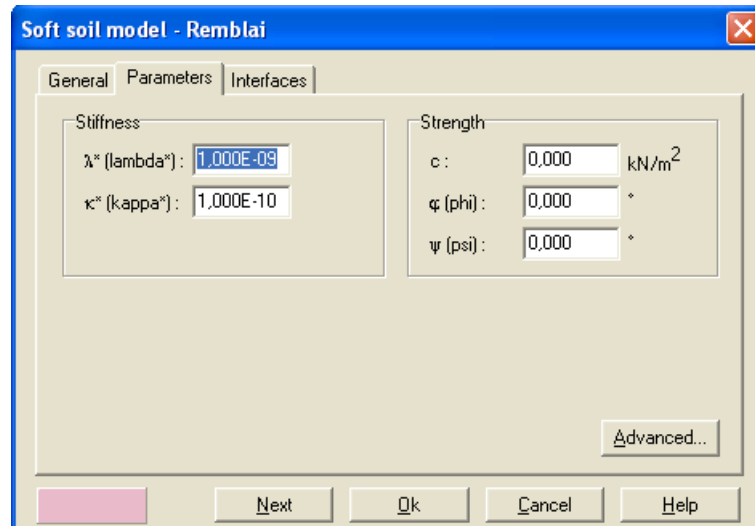 Soft soil model - Remblai
General Parameters Interfaces
Stiffness
λ* (lambda*) : 1,000E-09
κ* (kappa*) : 1,000E-10
Strength
c : 0,000 kN/m²
φ (phi) : 0,000 °
ψ (psi) : 0,000 °
Advanced...
Next Ok Cancel Help